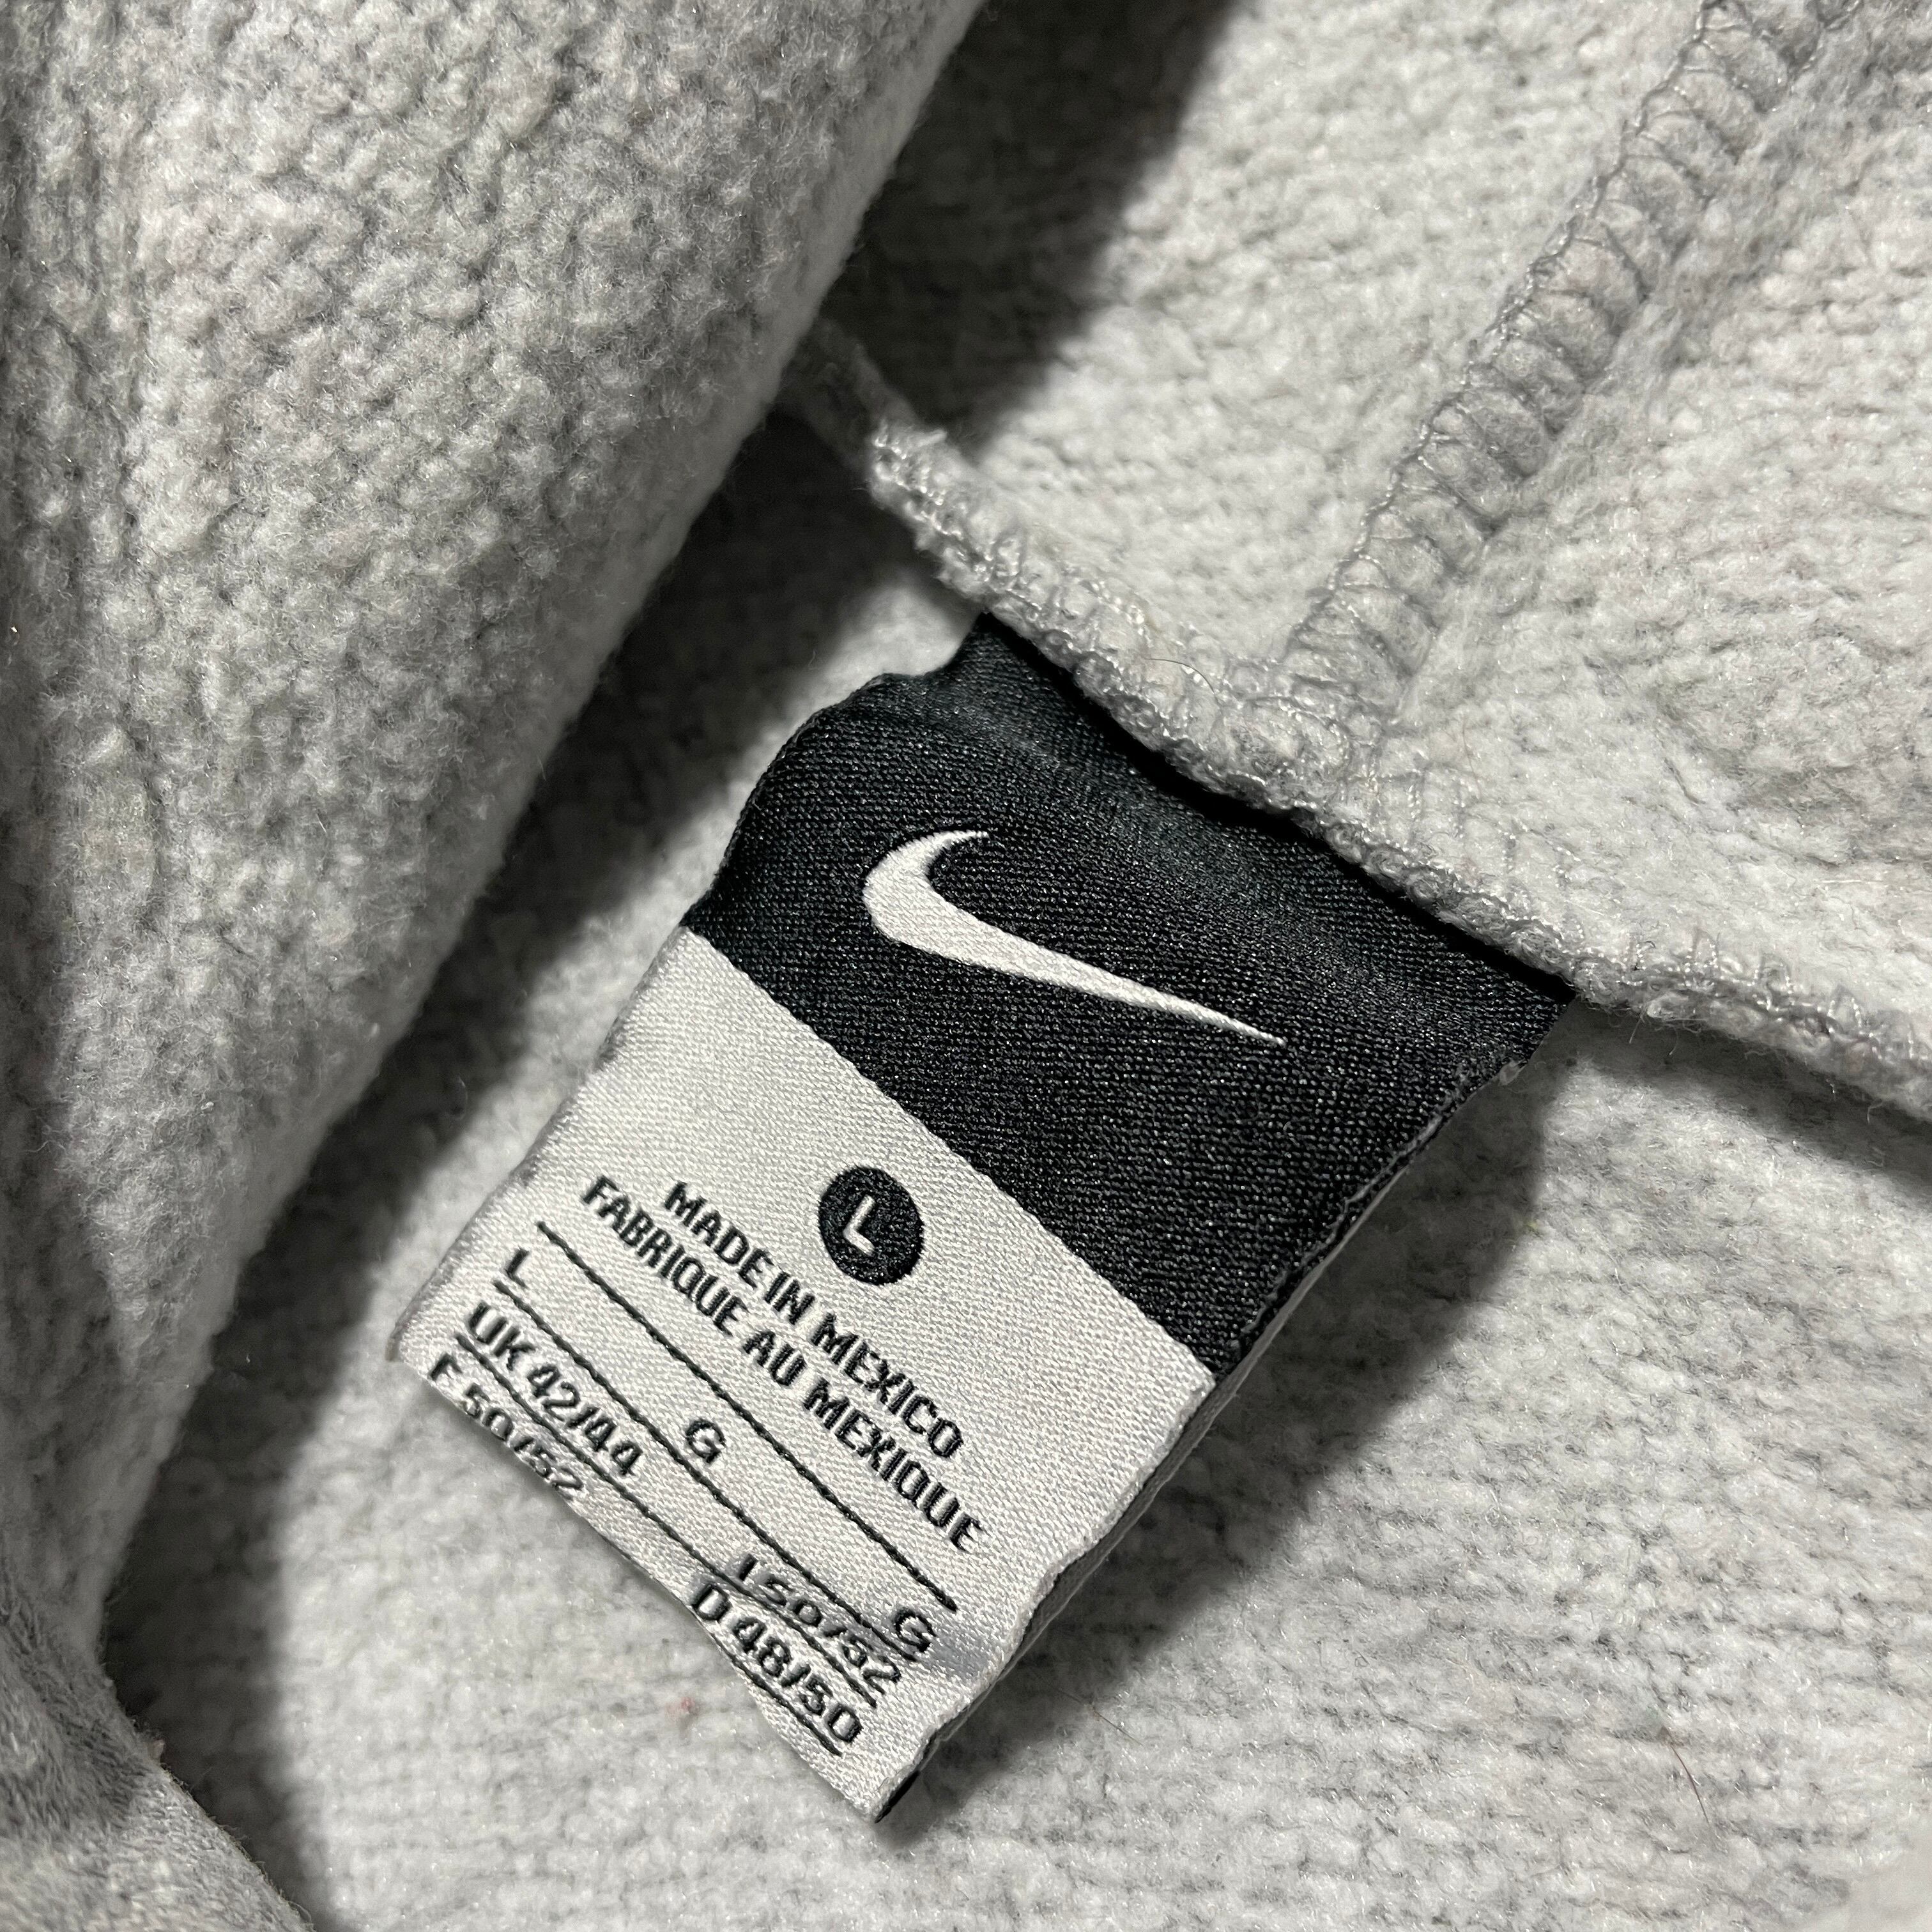 L
MADE IN MEXICO
FABRIQUE AU MEXIQUE
L G G
UK 42/44 I 50/52
F 50/52 D 48/50